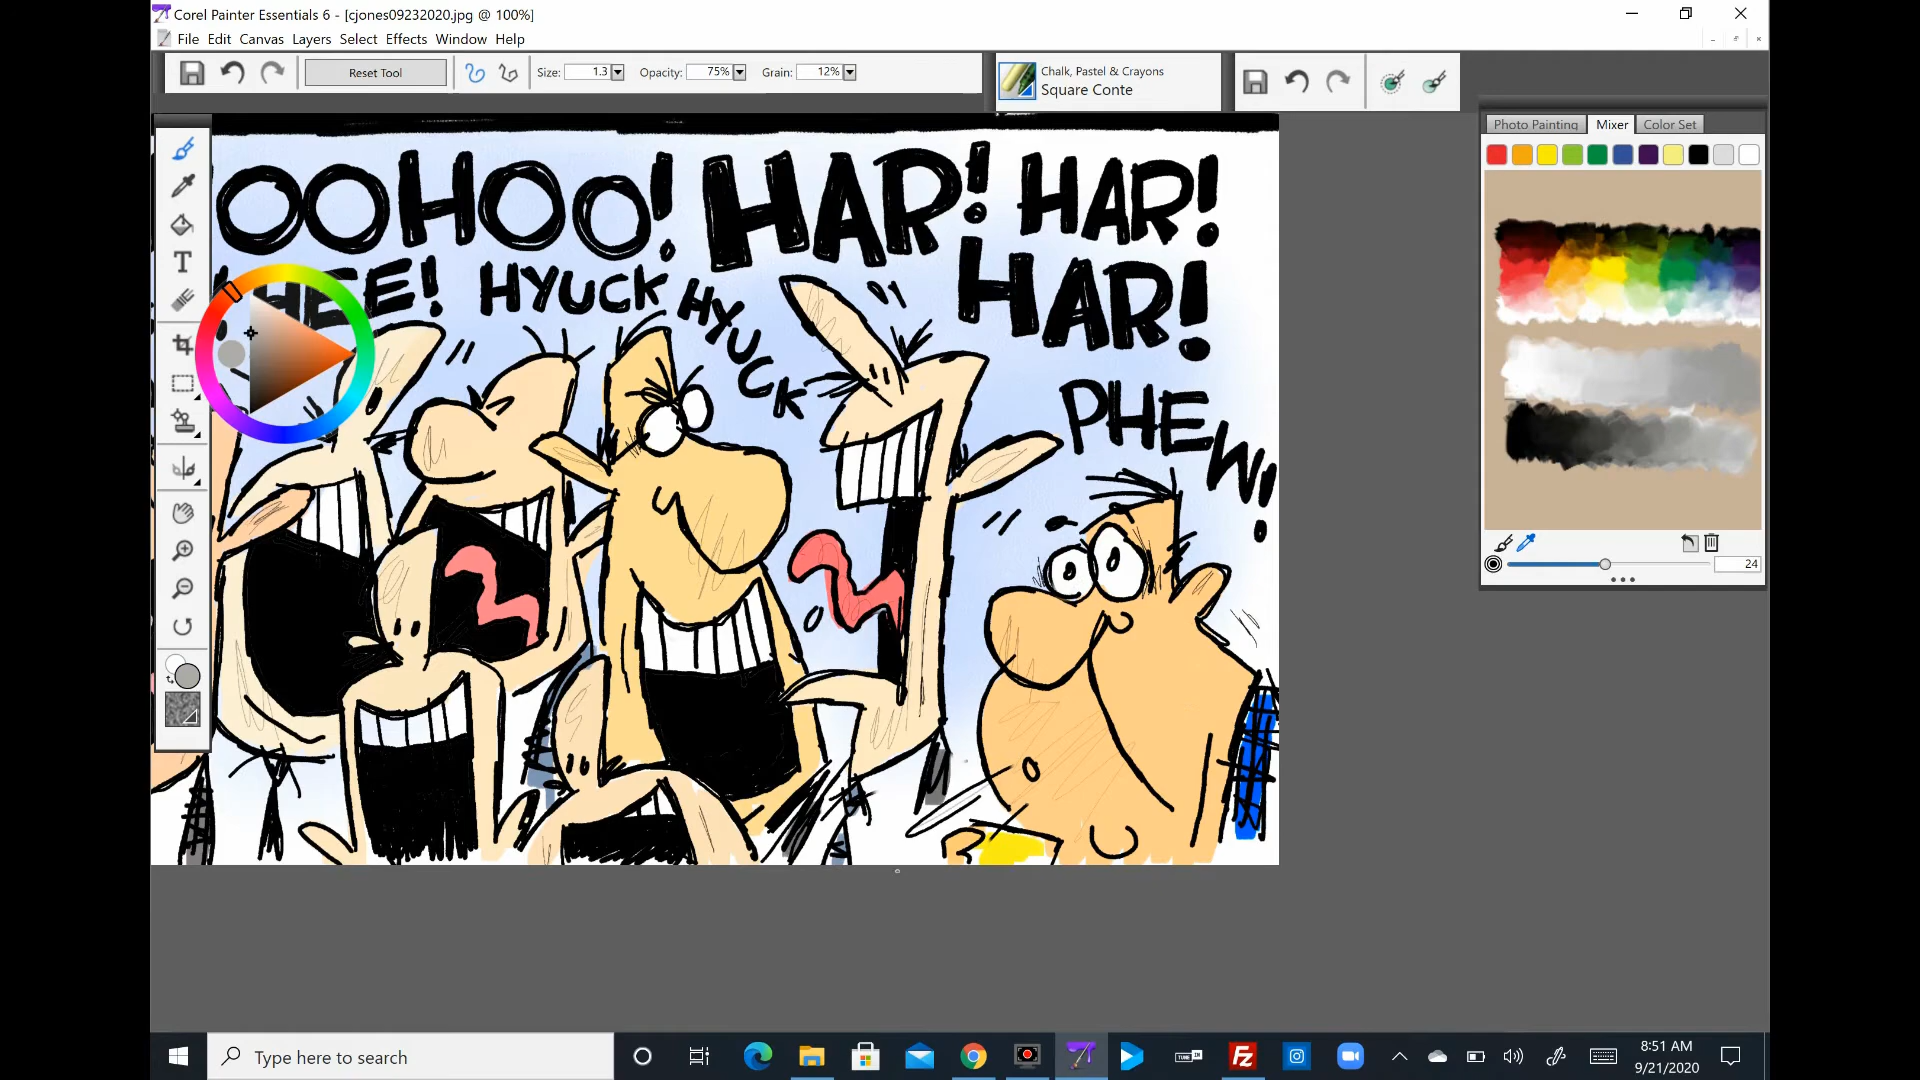 Corel Painter Essentials 6 - [cjones09232020.jpg @ 100%]
File Edit Canvas Layers Select Effects Window Help
Reset Tool Size: 1.3 Opacity: 75% Grain: 12%
Chalk, Pastel & Crayons
Square Conte
Photo Painting Mixer Color Set
OOHOO! HAR! HAR!
HEE! HYUCK HYUCK HAR!
PHEW!
T
24
Type here to search
8:51 AM
9/21/2020